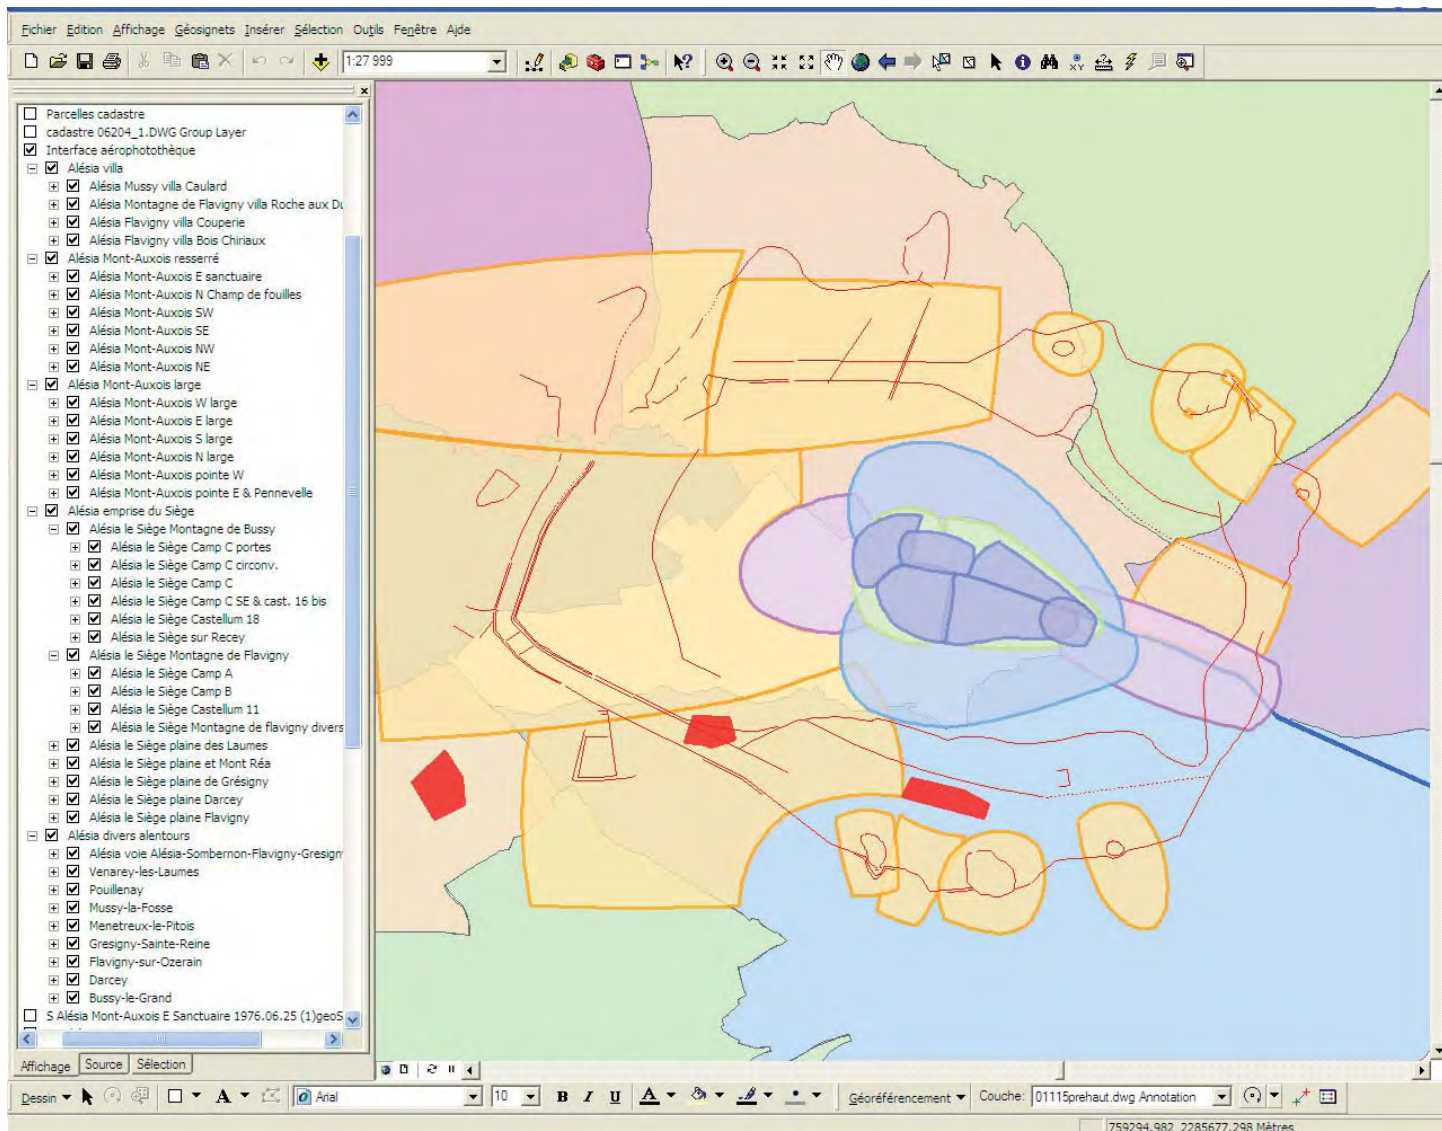 Fichier Edition Affichage Géosignets Insérer Sélection Outils Fenêtre Aide
1:27 999
Parcelles cadastre
cadastre 06204_1.DWG Group Layer
Interface aérophotothèque
Alésia villa
Alésia Mussy villa Caulard
Alésia Montagne de Flavigny villa Roche aux Du
Alésia Flavigny villa Couperie
Alésia Flavigny villa Bois Chiriaux
Alésia Mont-Auxois resserré
Alésia Mont-Auxois E sanctuaire
Alésia Mont-Auxois N Champ de fouilles
Alésia Mont-Auxois SW
Alésia Mont-Auxois SE
Alésia Mont-Auxois NW
Alésia Mont-Auxois NE
Alésia Mont-Auxois large
Alésia Mont-Auxois W large
Alésia Mont-Auxois E large
Alésia Mont-Auxois S large
Alésia Mont-Auxois N large
Alésia Mont-Auxois pointe W
Alésia Mont-Auxois pointe E & Pennevelle
Alésia emprise du Siège
Alésia le Siège Montagne de Bussy
Alésia le Siège Camp C portes
Alésia le Siège Camp C circonv.
Alésia le Siège Camp C
Alésia le Siège Camp C SE & cast. 16 bis
Alésia le Siège Castellum 18
Alésia le Siège sur Recey
Alésia le Siège Montagne de Flavigny
Alésia le Siège Camp A
Alésia le Siège Camp B
Alésia le Siège Castellum 11
Alésia le Siège Montagne de flavigny divers
Alésia le Siège plaine des Laumes
Alésia le Siège plaine et Mont Réa
Alésia le Siège plaine de Grésigny
Alésia le Siège plaine Darcey
Alésia le Siège plaine Flavigny
Alésia divers alentours
Alésia voie Alésia-Sombernon-Flavigny-Gresign
Venarey-les-Laumes
Pouillenay
Mussy-la-Fosse
Menetreux-le-Pitois
Gresigny-Sainte-Reine
Flavigny-sur-Ozerain
Darcey
Bussy-le-Grand
S Alésia Mont-Auxois E Sanctuaire 1976.06.25 (1)geoS
Affichage Source Sélection
Dessin A Arial 10 B I U A Géoréférencement Couche: 01115prehaut.dwg Annotation
759294,982 2285677,298 Mètres